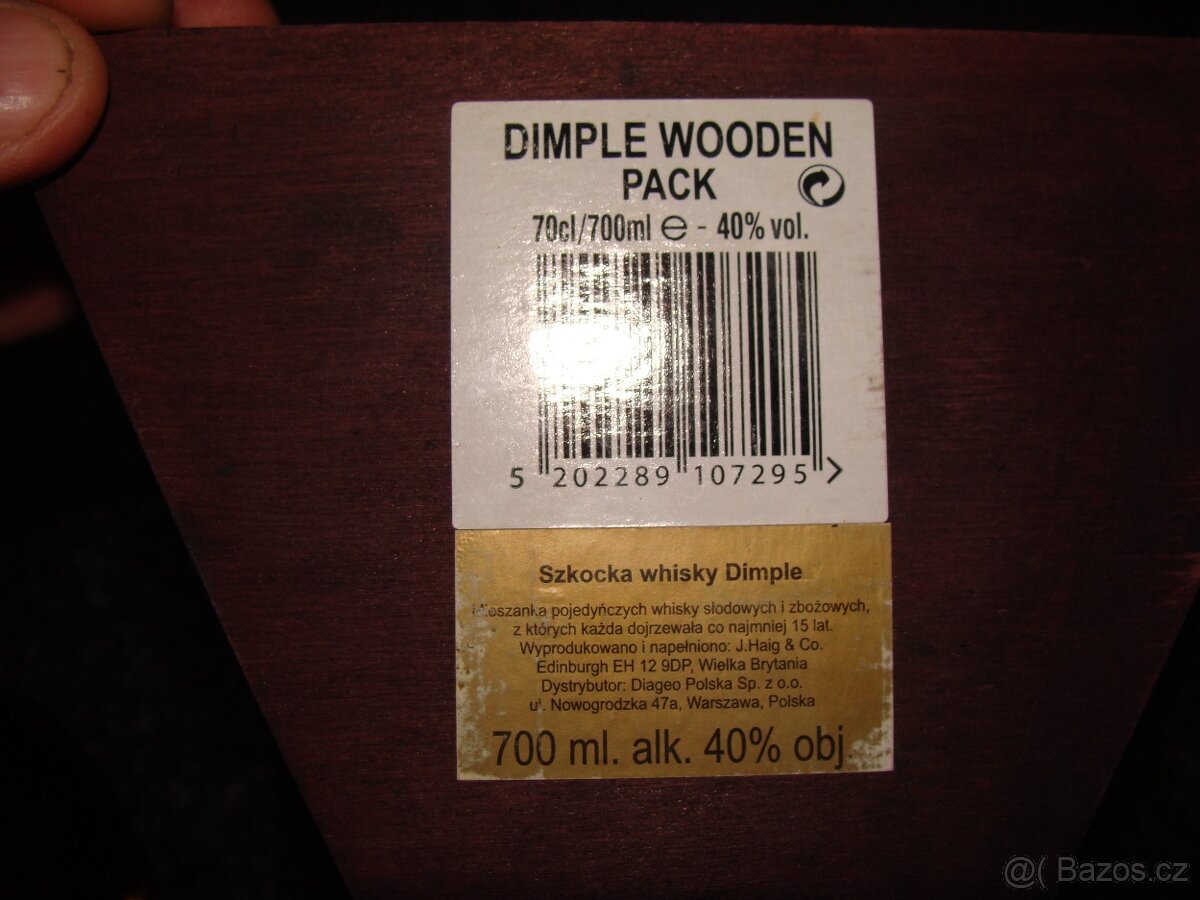 DIMPLE WOODEN
PACK
70cl/700ml ℮ - 40% vol.
5 202289 107295 >
Szkocka whisky Dimple
Mieszanka pojedyńczych whisky słodowych i zbożowych,
z których każda dojrzewała co najmniej 15 lat.
Wyprodukowano i napełniono: J.Haig & Co.
Edinburgh EH 12 9DP, Wielka Brytania
Dystrybutor: Diageo Polska Sp. z o.o.
ul. Nowogrodzka 47a, Warszawa, Polska
700 ml. alk. 40% obj
@( Bazos.cz